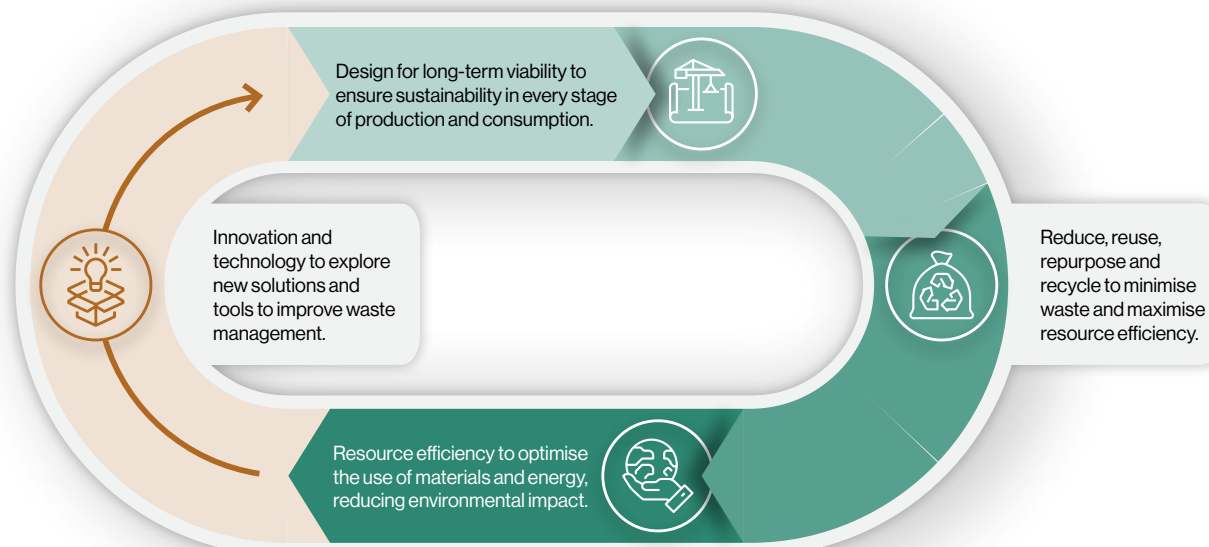 Design for long-term viability to
ensure sustainability in every stage
of production and consumption.
Innovation and
technology to explore
new solutions and
tools to improve waste
management.
Reduce, reuse,
repurpose and
recycle to minimise
waste and maximise
resource efficiency.
Resource efficiency to optimise
the use of materials and energy,
reducing environmental impact.